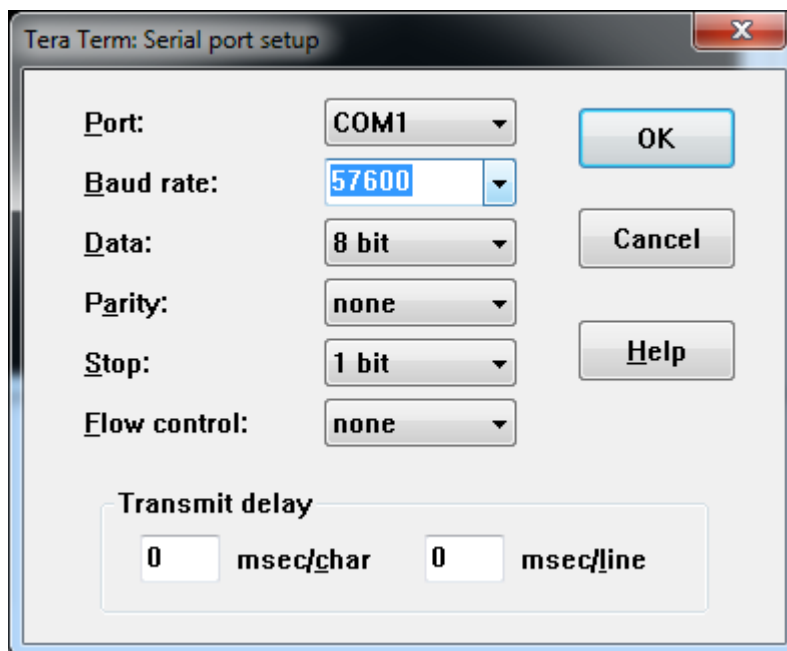 Tera Term: Serial port setup
x
Port: COM1
OK
Baud rate: 57600
Data: 8 bit
Cancel
Parity: none
Stop: 1 bit
Help
Flow control: none
Transmit delay
0 msec/char 0 msec/line